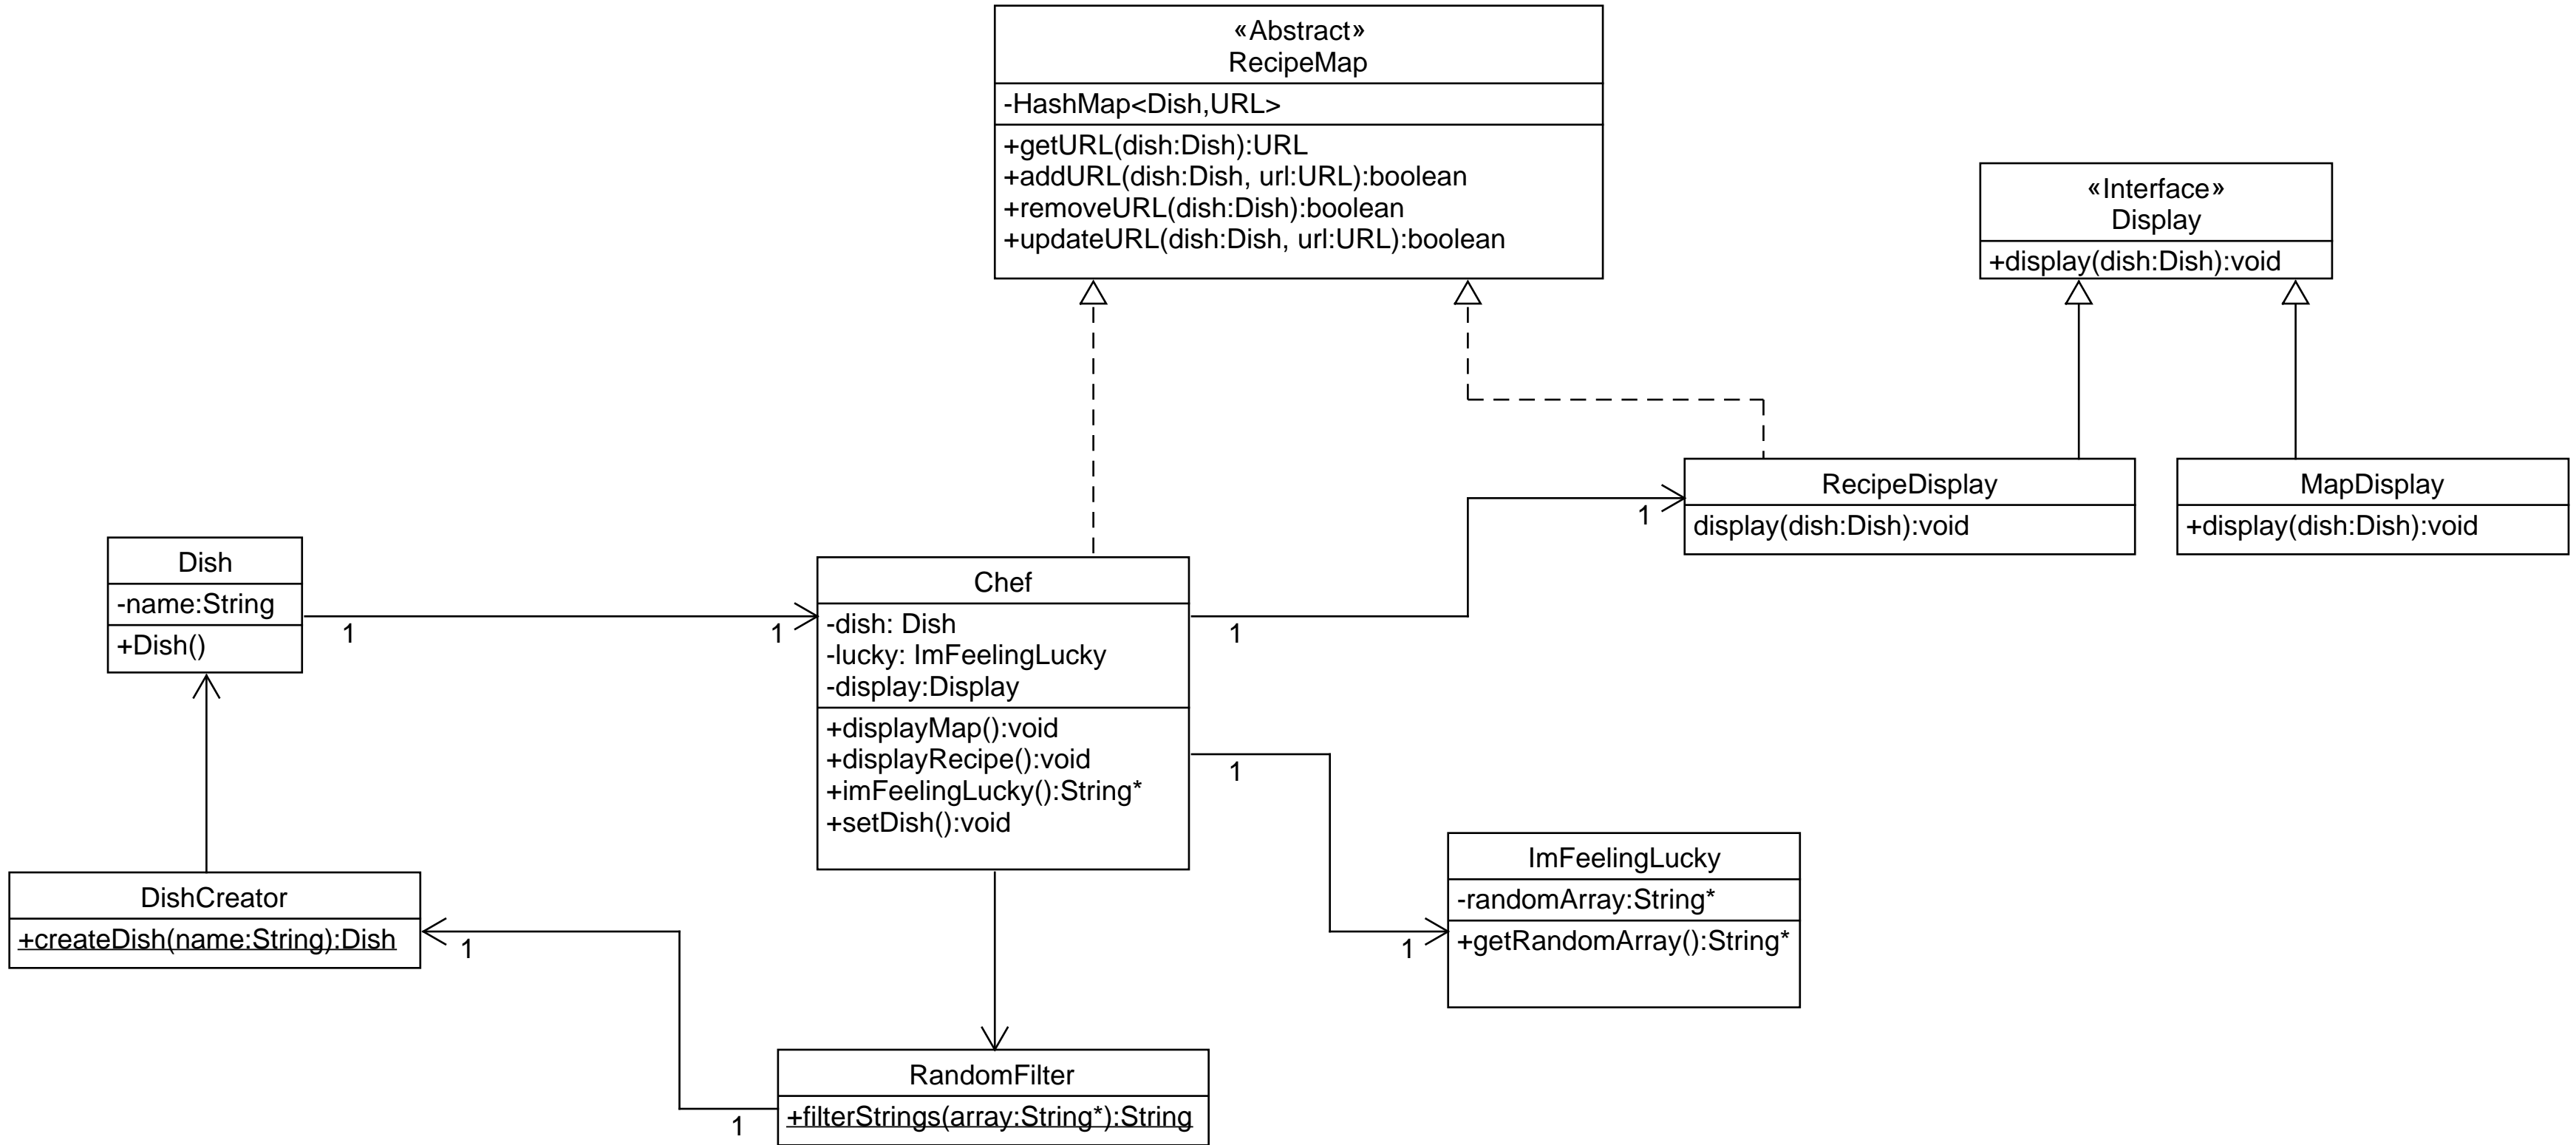 «Abstract»
RecipeMap
-HashMap<Dish,URL>
+getURL(dish:Dish):URL
+addURL(dish:Dish, url:URL):boolean
+removeURL(dish:Dish):boolean
+updateURL(dish:Dish, url:URL):boolean
«Interface»
Display
+display(dish:Dish):void
RecipeDisplay
display(dish:Dish):void
MapDisplay
+display(dish:Dish):void
1
Dish
-name:String
+Dish()
1
1
Chef
-dish: Dish
-lucky: ImFeelingLucky
-display:Display
+displayMap():void
+displayRecipe():void
+imFeelingLucky():String*
+setDish():void
1
1
ImFeelingLucky
-randomArray:String*
+getRandomArray():String*
1
DishCreator
+createDish(name:String):Dish
1
RandomFilter
+filterStrings(array:String*):String
1